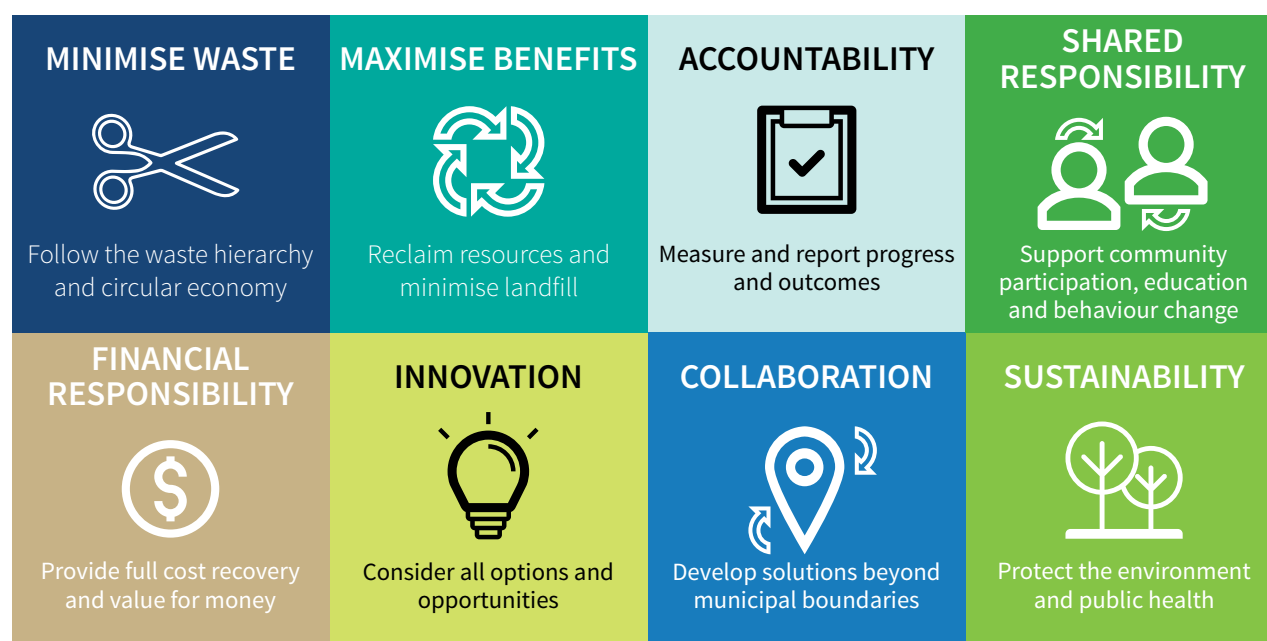 MINIMISE WASTE
Follow the waste hierarchy
and circular economy
MAXIMISE BENEFITS
Reclaim resources and
minimise landfill
ACCOUNTABILITY
Measure and report progress
and outcomes
SHARED
RESPONSIBILITY
Support community
participation, education
and behaviour change
FINANCIAL
RESPONSIBILITY
$
Provide full cost recovery
and value for money
INNOVATION
Consider all options and
opportunities
COLLABORATION
Develop solutions beyond
municipal boundaries
SUSTAINABILITY
Protect the environment
and public health